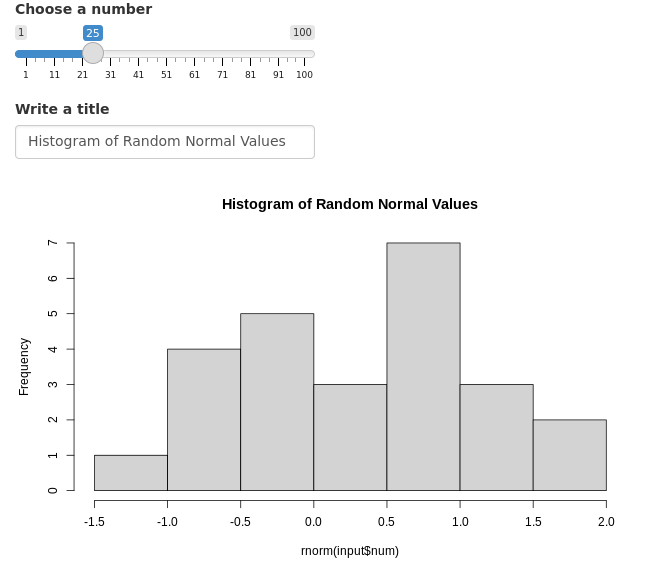 Choose a number
1 25 100
1 11 21 31 41 51 61 71 81 91 100
Write a title
Histogram of Random Normal Values
Histogram of Random Normal Values
Frequency
7
6
5
4
3
2
1
0
-1.5 -1.0 -0.5 0.0 0.5 1.0 1.5 2.0
rnorm(input$num)